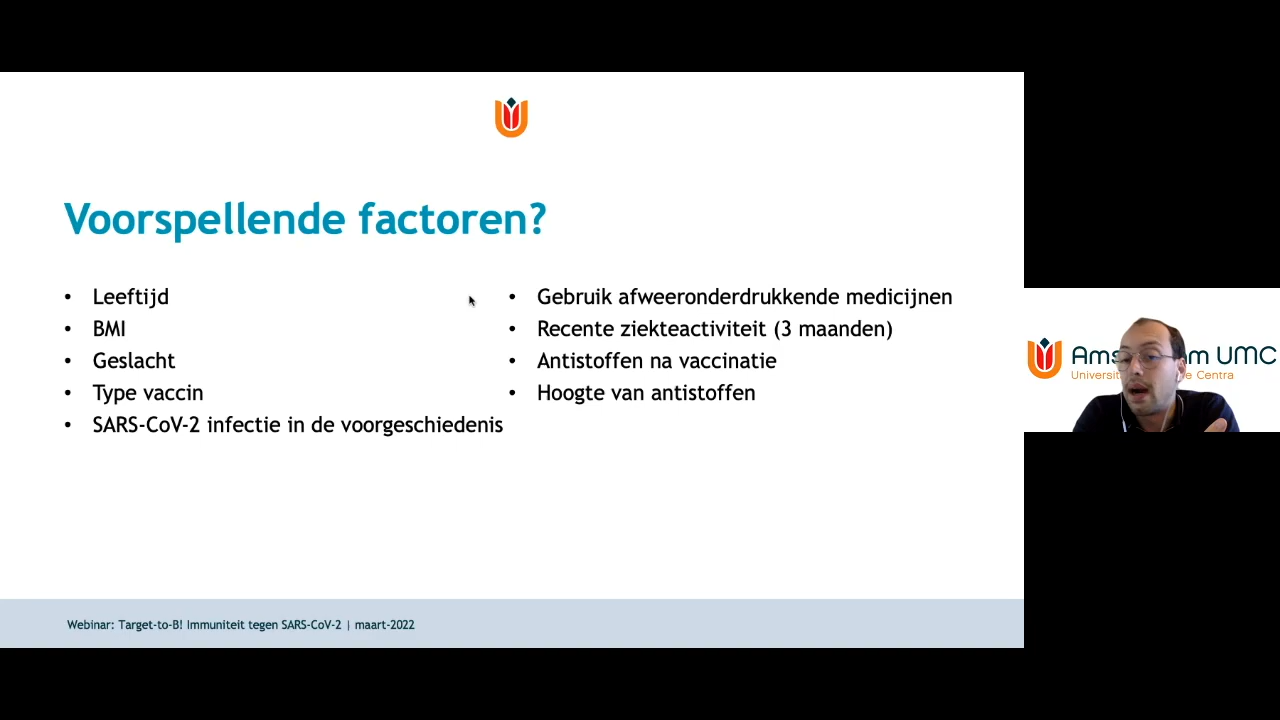 Voorspellende factoren?
• Leeftijd
• BMI
• Geslacht
• Type vaccin
• SARS-CoV-2 infectie in de voorgeschiedenis
• Gebruik afweeronderdrukkende medicijnen
• Recente ziekteactiviteit (3 maanden)
• Antistoffen na vaccinatie
• Hoogte van antistoffen
UMC
Centra
Webinar: Target-to-B! Immuniteit tegen SARS-CoV-2 | maart-2022